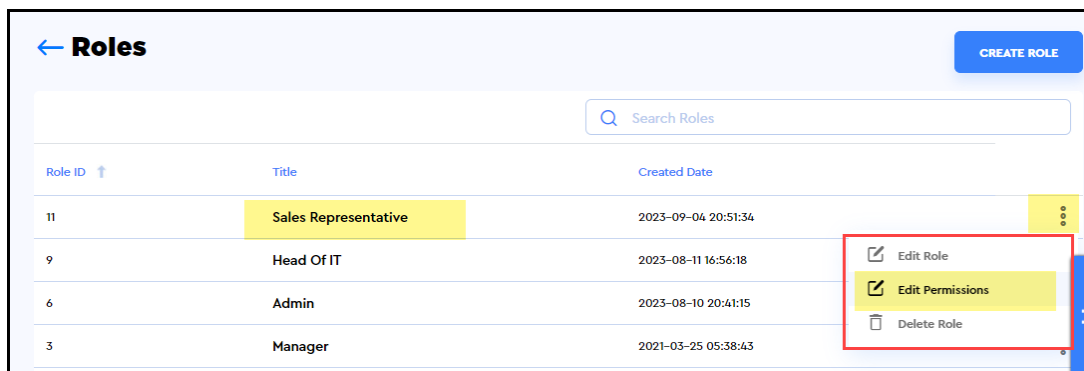 Roles
CREATE ROLE
Search Roles
Role ID Title Created Date
11 Sales Representative 2023-09-04 20:51:34
9 Head Of IT 2023-08-11 16:56:18
Edit Role
6 Admin 2023-08-10 20:41:15
Edit Permissions
Delete Role
3 Manager 2021-03-25 05:38:43